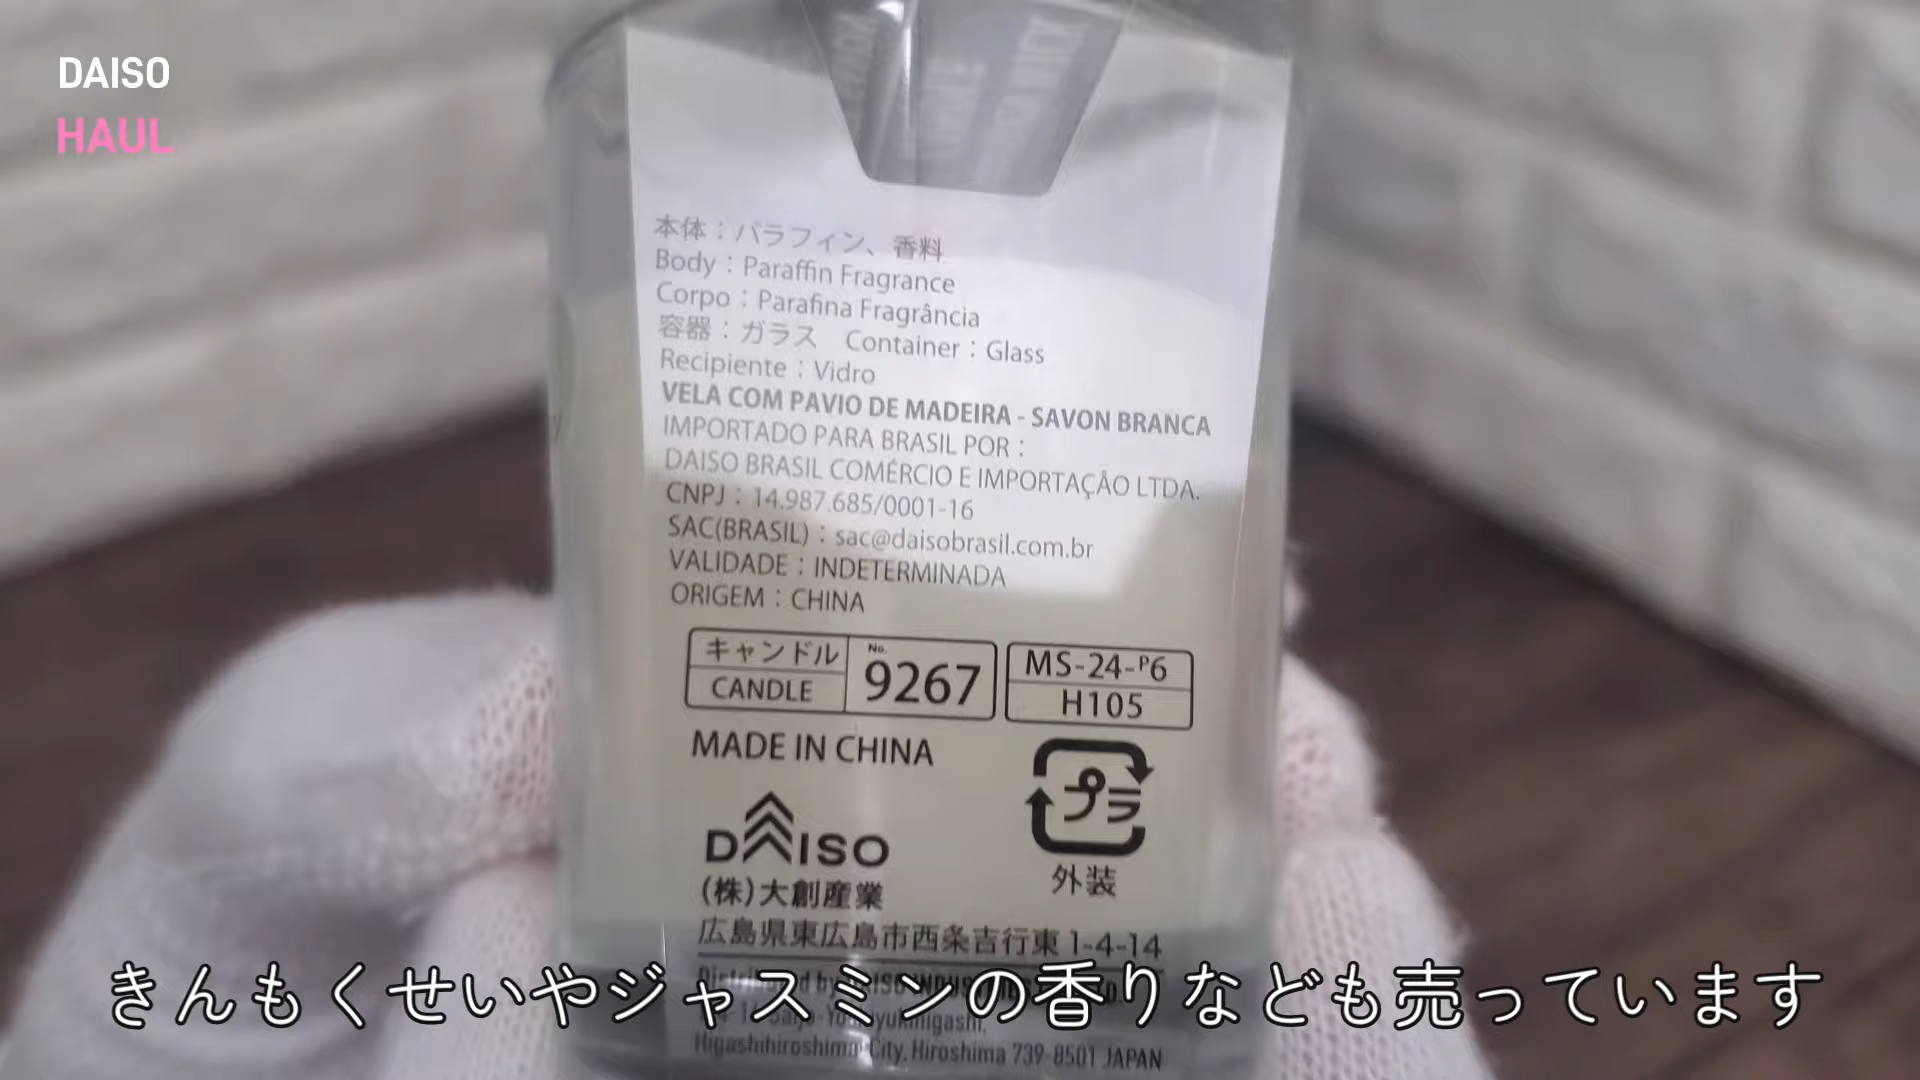 DAISO
HAUL
本体：パラフィン、香料
Body：Paraffin Fragrance
Corpo：Parafina Fragrância
容器：ガラス Container：Glass
Recipiente：Vidro
VELA COM PAVIO DE MADEIRA - SAVON BRANCA
IMPORTADO PARA BRASIL POR：
DAISO BRASIL COMÉRCIO E IMPORTAÇÃO LTDA.
CNPJ：14.987.685/0001-16
SAC(BRASIL)：sac@daisobrasil.com.br
VALIDADE：INDETERMINADA
ORIGEM：CHINA
キャンドル
CANDLE
No. 9267
MS-24-P6
H105
MADE IN CHINA
プラ
外装
DAISO
(株)大創産業
広島県東広島市西条吉行東1-4-14
きんもくせいやジャスミンの香りなども売っています
Higashihiroshima City, Hiroshima 739-8501 JAPAN